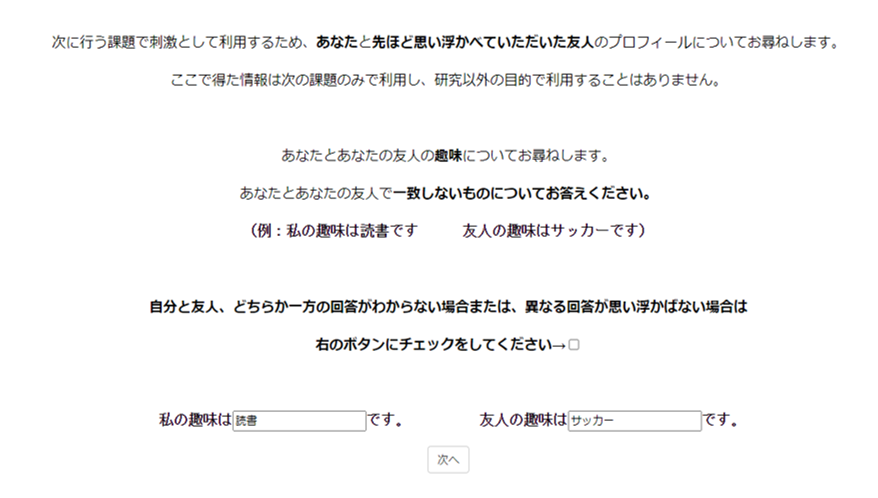 次に行う課題で刺激として利用するため、あなたと先ほど思い浮かべていただいた友人のプロフィールについてお尋ねします。
ここで得た情報は次の課題のみで利用し、研究以外の目的で利用することはありません。
あなたとあなたの友人の趣味についてお尋ねします。
あなたとあなたの友人で一致しないものについてお答えください。
（例：私の趣味は読書です　　　友人の趣味はサッカーです）
自分と友人、どちらか一方の回答がわからない場合または、異なる回答が思い浮かばない場合は
右のボタンにチェックをしてください→
私の趣味は 読書 です。　　　友人の趣味は サッカー です。
次へ